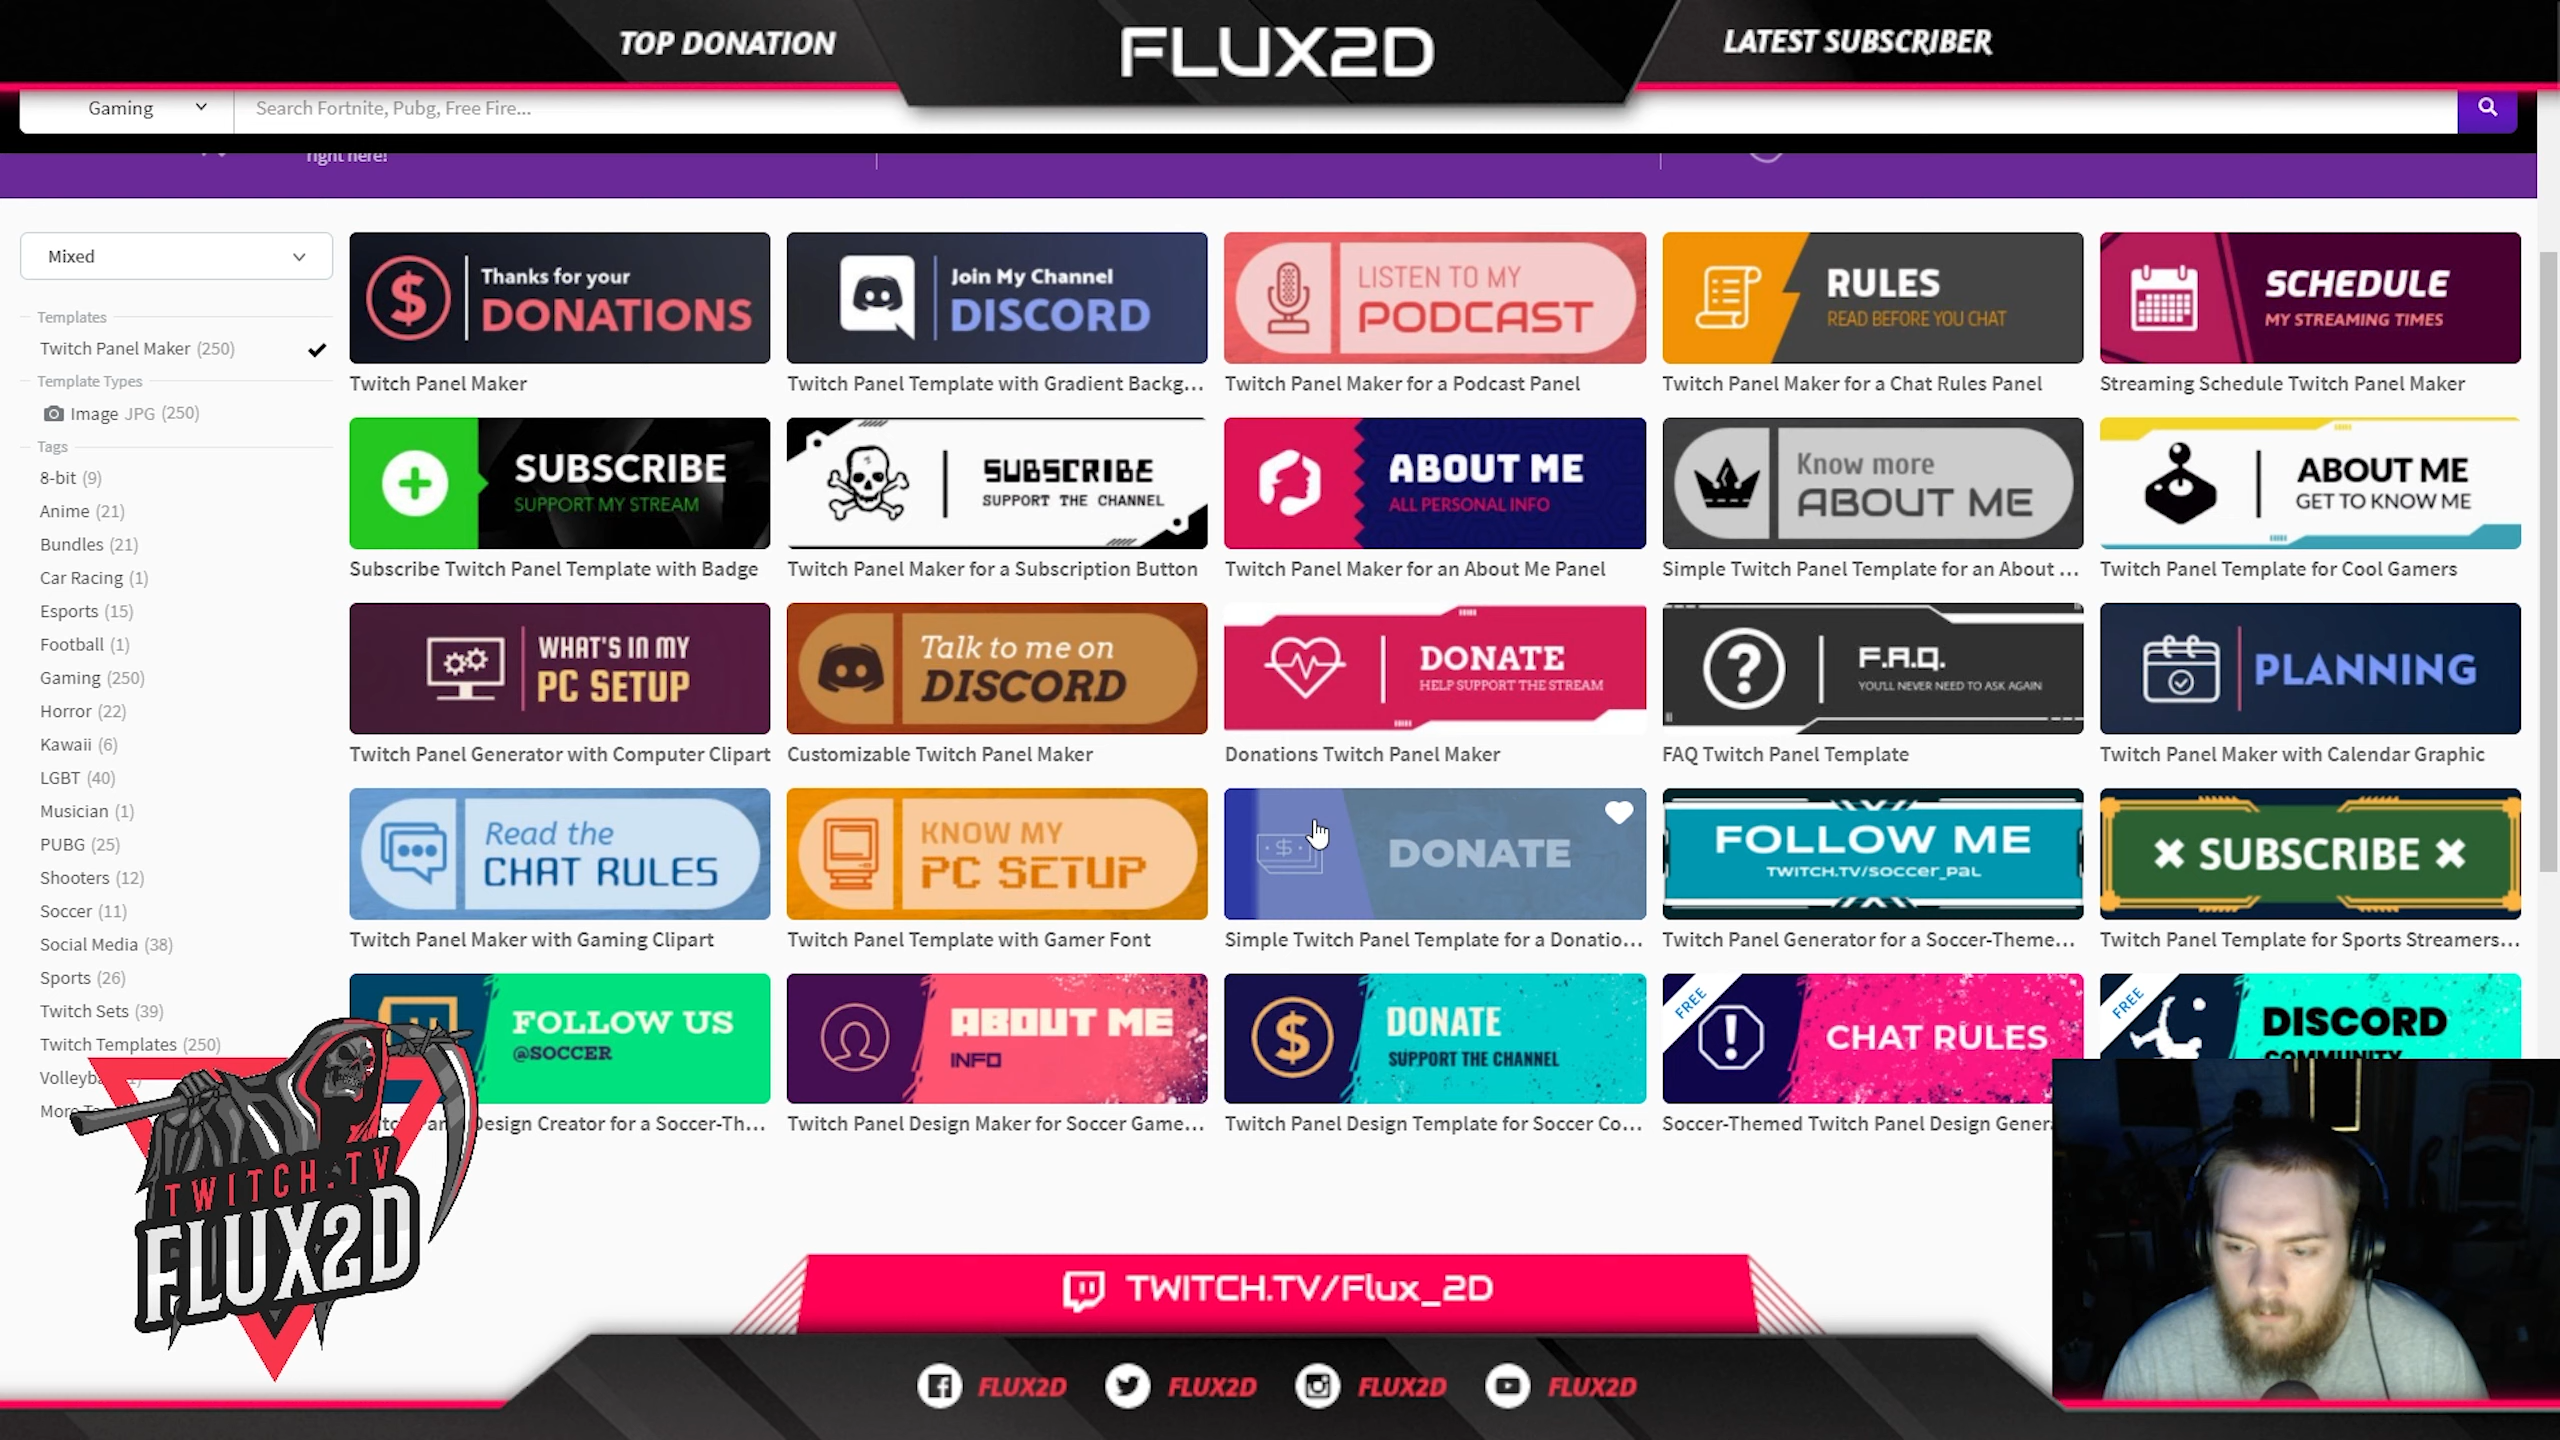 TOP DONATION
FLUX2D
LATEST SUBSCRIBER
Gaming
Search Fortnite, Pubg, Free Fire...
right here!
Mixed
Templates
Twitch Panel Maker (250)
Template Types
Image JPG (250)
Tags
8-bit (9)
Anime (21)
Bundles (21)
Car Racing (1)
Esports (15)
Football (1)
Gaming (250)
Horror (22)
Kawaii (6)
LGBT (40)
Musician (1)
PUBG (25)
Shooters (12)
Soccer (11)
Social Media (38)
Sports (26)
Twitch Sets (39)
Twitch Templates (250)
Thanks for your
DONATIONS
Twitch Panel Maker
Join My Channel
DISCORD
Twitch Panel Template with Gradient Backg...
LISTEN TO MY
PODCAST
Twitch Panel Maker for a Podcast Panel
RULES
READ BEFORE YOU CHAT
Twitch Panel Maker for a Chat Rules Panel
SCHEDULE
MY STREAMING TIMES
Streaming Schedule Twitch Panel Maker
SUBSCRIBE
SUPPORT MY STREAM
Subscribe Twitch Panel Template with Badge
SUBSCRIBE
SUPPORT THE CHANNEL
Twitch Panel Maker for a Subscription Button
ABOUT ME
ALL PERSONAL INFO
Twitch Panel Maker for an About Me Panel
Know more
ABOUT ME
Simple Twitch Panel Template for an About ...
ABOUT ME
GET TO KNOW ME
Twitch Panel Template for Cool Gamers
WHAT'S IN MY
PC SETUP
Twitch Panel Generator with Computer Clipart
Talk to me on
DISCORD
Customizable Twitch Panel Maker
DONATE
HELP SUPPORT THE STREAM
Donations Twitch Panel Maker
F.A.Q.
YOU'LL NEVER NEED TO ASK AGAIN
FAQ Twitch Panel Template
PLANNING
Twitch Panel Maker with Calendar Graphic
Read the
CHAT RULES
Twitch Panel Maker with Gaming Clipart
KNOW MY
PC SETUP
Twitch Panel Template with Gamer Font
DONATE
Simple Twitch Panel Template for a Donatio...
FOLLOW ME
TWITCH.TV/SOCCER_PAL
Twitch Panel Generator for a Soccer-Theme...
SUBSCRIBE
Twitch Panel Template for Sports Streamers...
FOLLOW US
@SOCCER
Design Creator for a Soccer-Th...
ABOUT ME
INFO
Twitch Panel Design Maker for Soccer Game...
DONATE
SUPPORT THE CHANNEL
Twitch Panel Design Template for Soccer Co...
FREE
CHAT RULES
Soccer-Themed Twitch Panel Design Genera
FREE
DISCORD
COMMUNITY
TWITCH.TV
FLUX2D
TWITCH.TV/Flux_2D
FLUX2D
FLUX2D
FLUX2D
FLUX2D